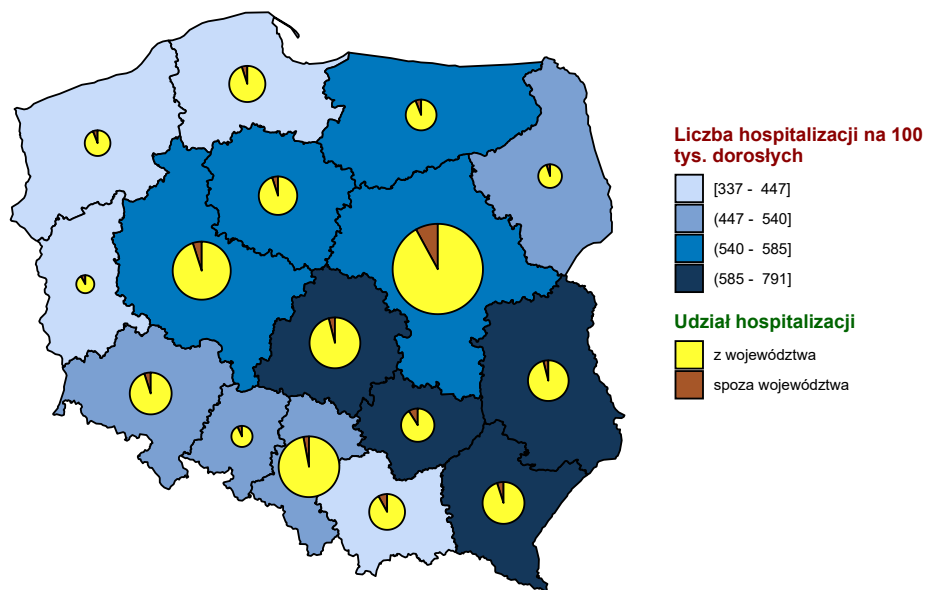 Liczba hospitalizacji na 100
tys. dorosłych
[337 - 447]
(447 - 540]
(540 - 585]
(585 - 791]
Udział hospitalizacji
z województwa
spoza województwa